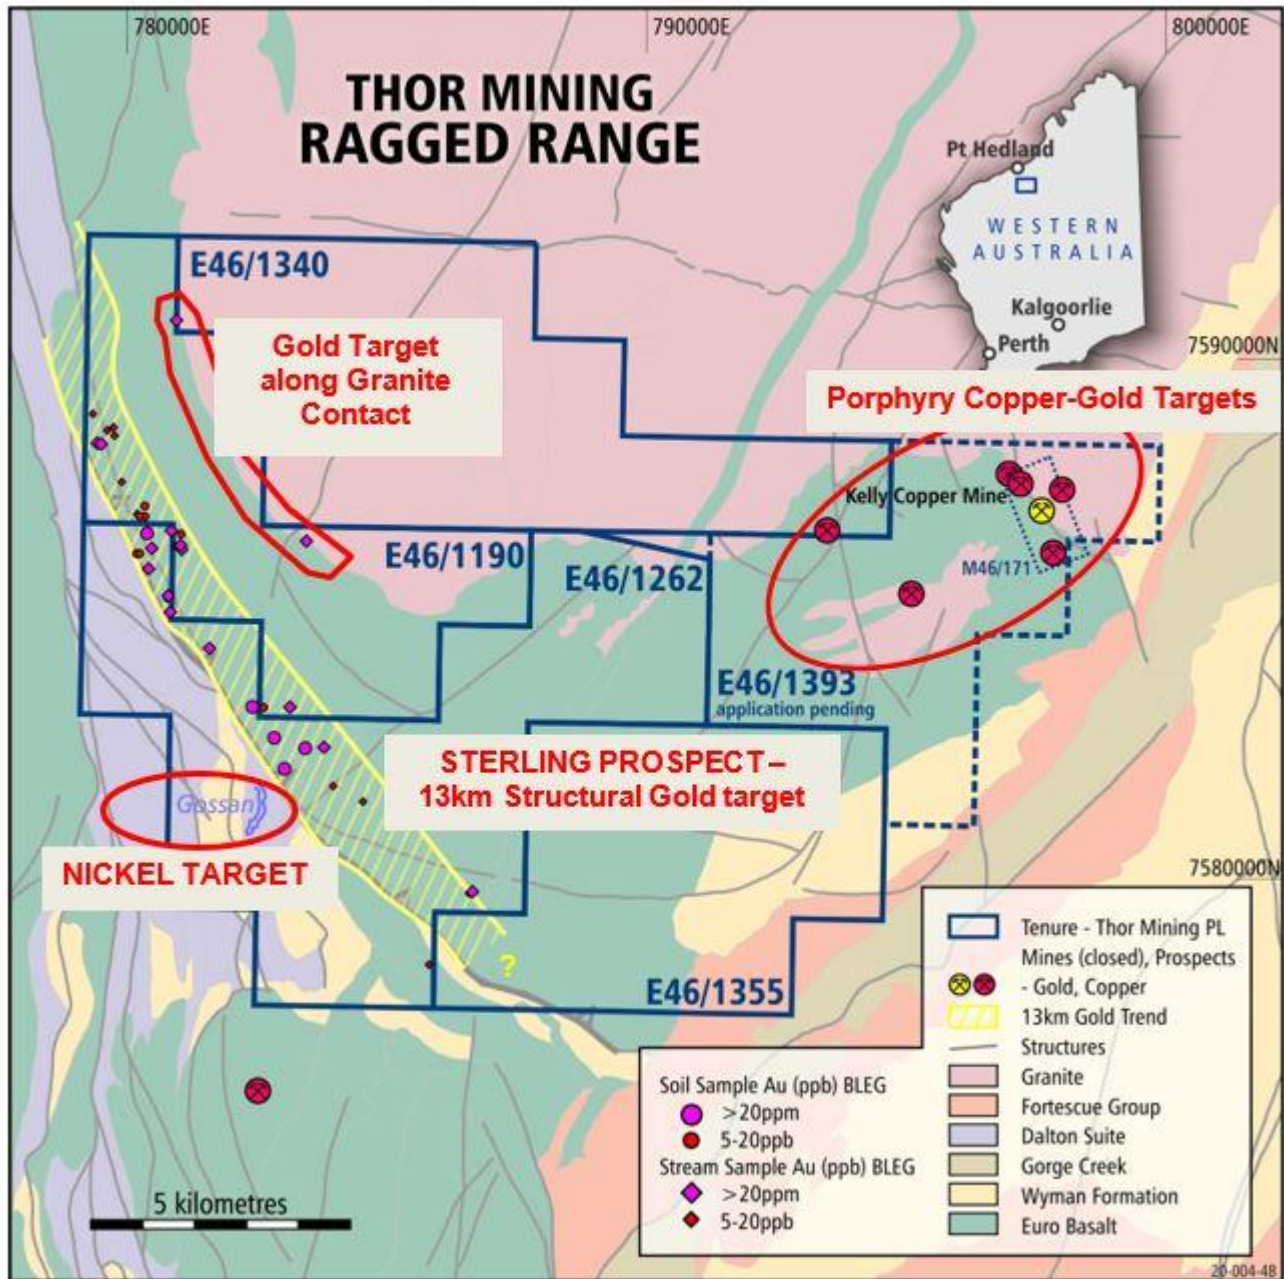 780000E
790000E
800000E
THOR MINING
RAGGED RANGE
Pt Hedland
WESTERN
AUSTRALIA
Kalgoorlie
Perth
7590000N
E46/1340
Gold Target
along Granite
Contact
Porphyry Copper-Gold Targets
Kelly Copper Mine
M46/171
E46/1190
E46/1262
E46/1393
application pending
STERLING PROSPECT –
13km Structural Gold target
Gossan
NICKEL TARGET
7580000N
?
E46/1355
Tenure - Thor Mining PL
Mines (closed), Prospects
- Gold, Copper
13km Gold Trend
Structures
Granite
Fortescue Group
Dalton Suite
Gorge Creek
Wyman Formation
Euro Basalt
Soil Sample Au (ppb) BLEG
>20ppm
5-20ppb
Stream Sample Au (ppb) BLEG
>20ppm
5-20ppb
5 kilometres
20-004-4B